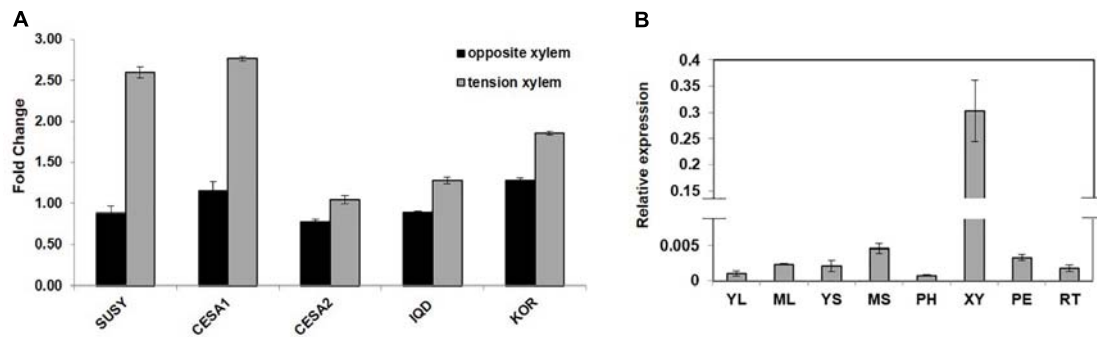 A
Fold Change
3.00
2.50
2.00
1.50
1.00
0.50
0.00
opposite xylem
tension xylem
SUSY
CESA1
CESA2
IQD
KOR
B
Relative expression
0.4
0.35
0.3
0.25
0.2
0.15
0.005
0
YL ML YS MS PH XY PE RT